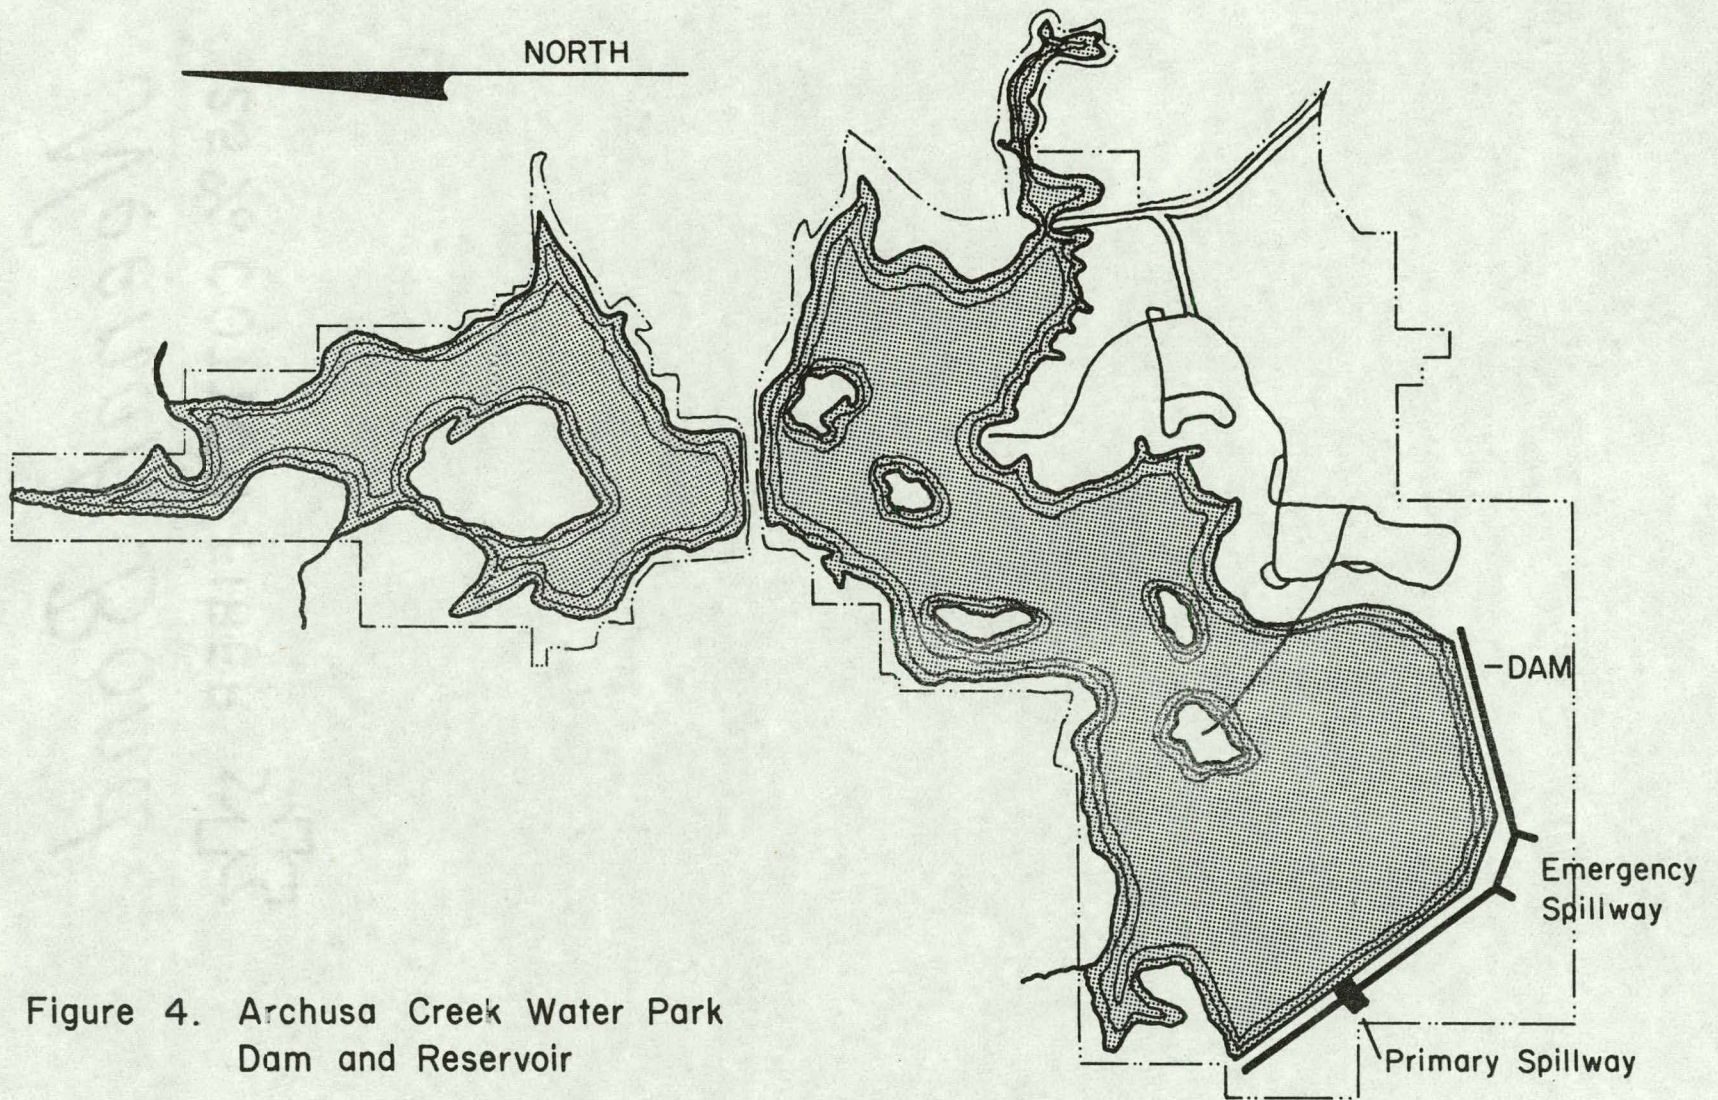 NORTH
DAM
Emergency
Spillway
Primary Spillway
Figure 4. Archusa Creek Water Park
Dam and Reservoir